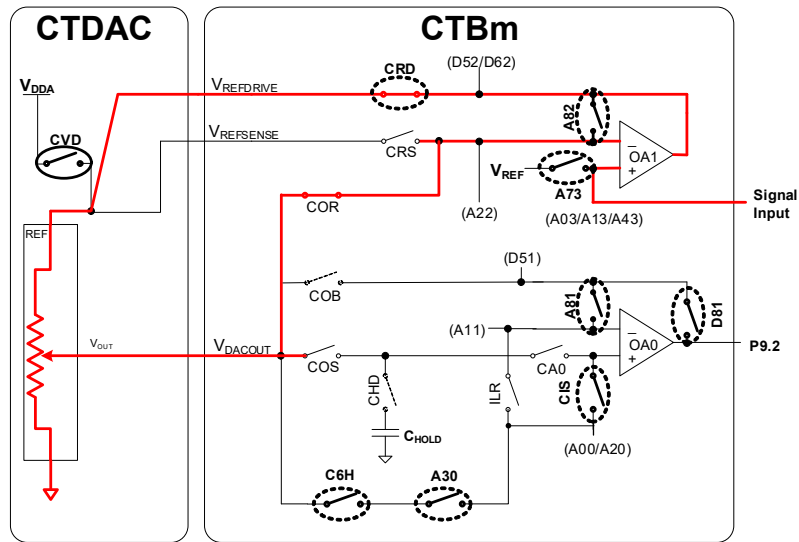 CTDAC
CTBm
VDDA
CVD
VREFDRIVE
CRD
(D52/D62)
A82
VREFSENSE
CRS
−
OA1
+
VREF
A73
(A22)
(A03/A13/A43)
Signal
Input
REF
COR
(D51)
COB
A81
D81
VOUT
VDACOUT
COS
(A11)
−
OA0
+
P9.2
CHD
CA0
ILR
CIS
CHOLD
(A00/A20)
C6H
A30